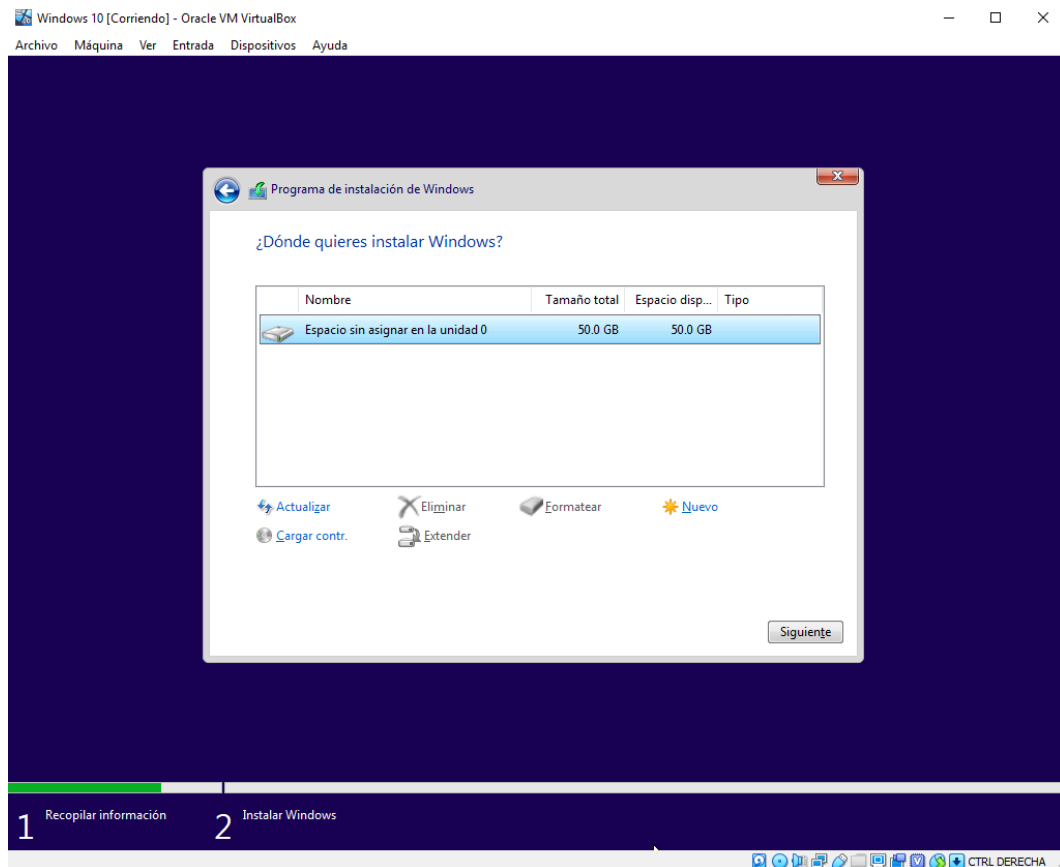 Windows 10 [Corriendo] - Oracle VM VirtualBox
Archivo Máquina Ver Entrada Dispositivos Ayuda
Programa de instalación de Windows
¿Dónde quieres instalar Windows?
Nombre Tamaño total Espacio disp... Tipo
Espacio sin asignar en la unidad 0 50.0 GB 50.0 GB
Actualizar Eliminar Formatear Nuevo
Cargar contr. Extender
Siguiente
1 Recopilar información 2 Instalar Windows
CTRL DERECHA